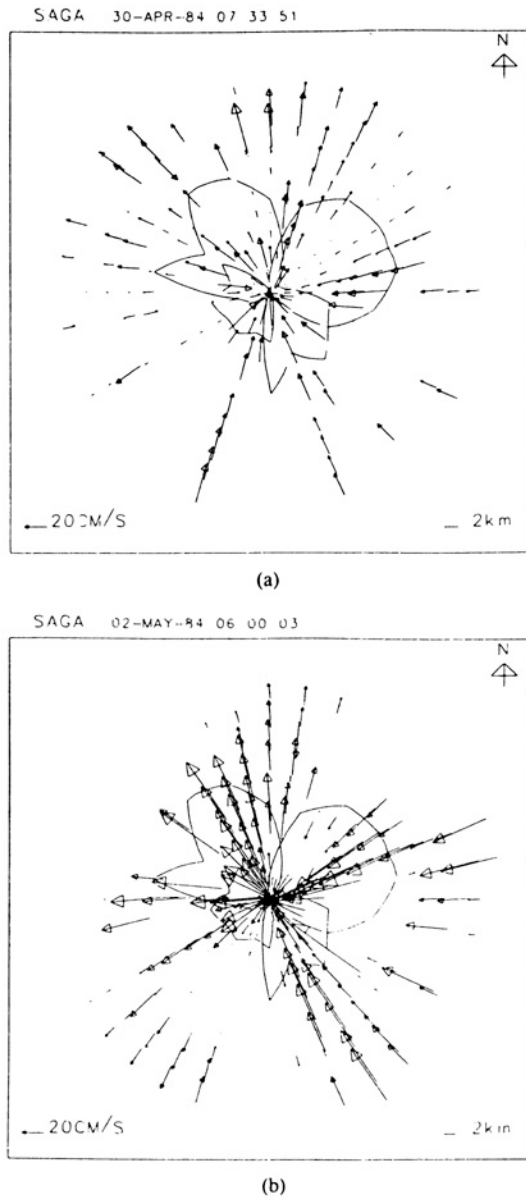 SAGA 30-APR-84 07 33 51
N
20CM/S 2km
(a)
SAGA 02-MAY-84 06 00 03
N
20CM/S 2km
(b)